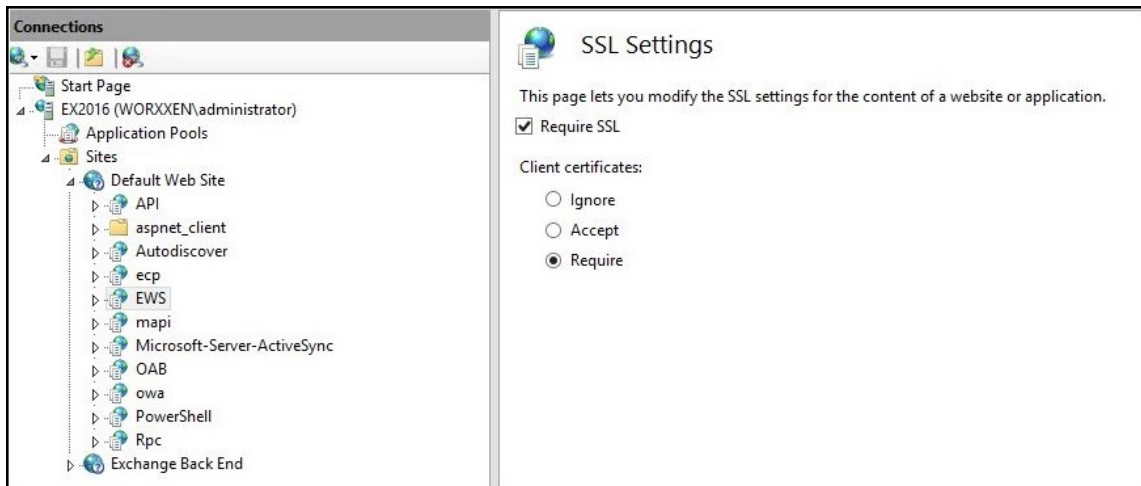 Connections
Start Page
EX2016 (WORXXEN\administrator)
Application Pools
Sites
Default Web Site
API
aspnet_client
Autodiscover
ecp
EWS
mapi
Microsoft-Server-ActiveSync
OAB
owa
PowerShell
Rpc
Exchange Back End
SSL Settings
This page lets you modify the SSL settings for the content of a website or application.
Require SSL
Client certificates:
Ignore
Accept
Require